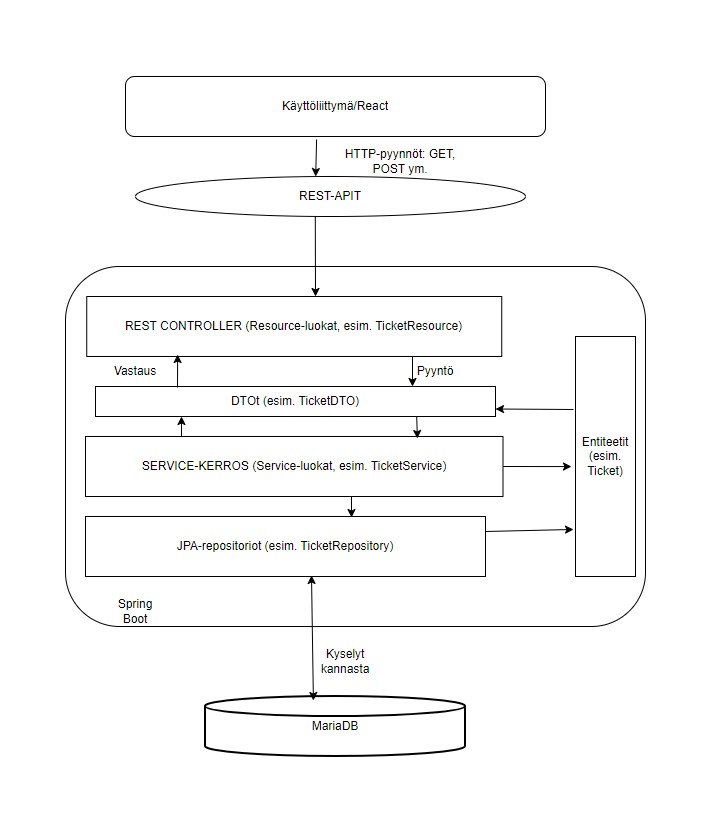 Käyttöliittymä/React
HTTP-pyynnöt: GET,
POST ym.
REST-APIT
REST CONTROLLER (Resource-luokat, esim. TicketResource)
Vastaus
Pyyntö
DTOt (esim. TicketDTO)
SERVICE-KERROS (Service-luokat, esim. TicketService)
Entiteetit
(esim.
Ticket)
JPA-repositoriot (esim. TicketRepository)
Spring
Boot
Kyselyt
kannasta
MariaDB